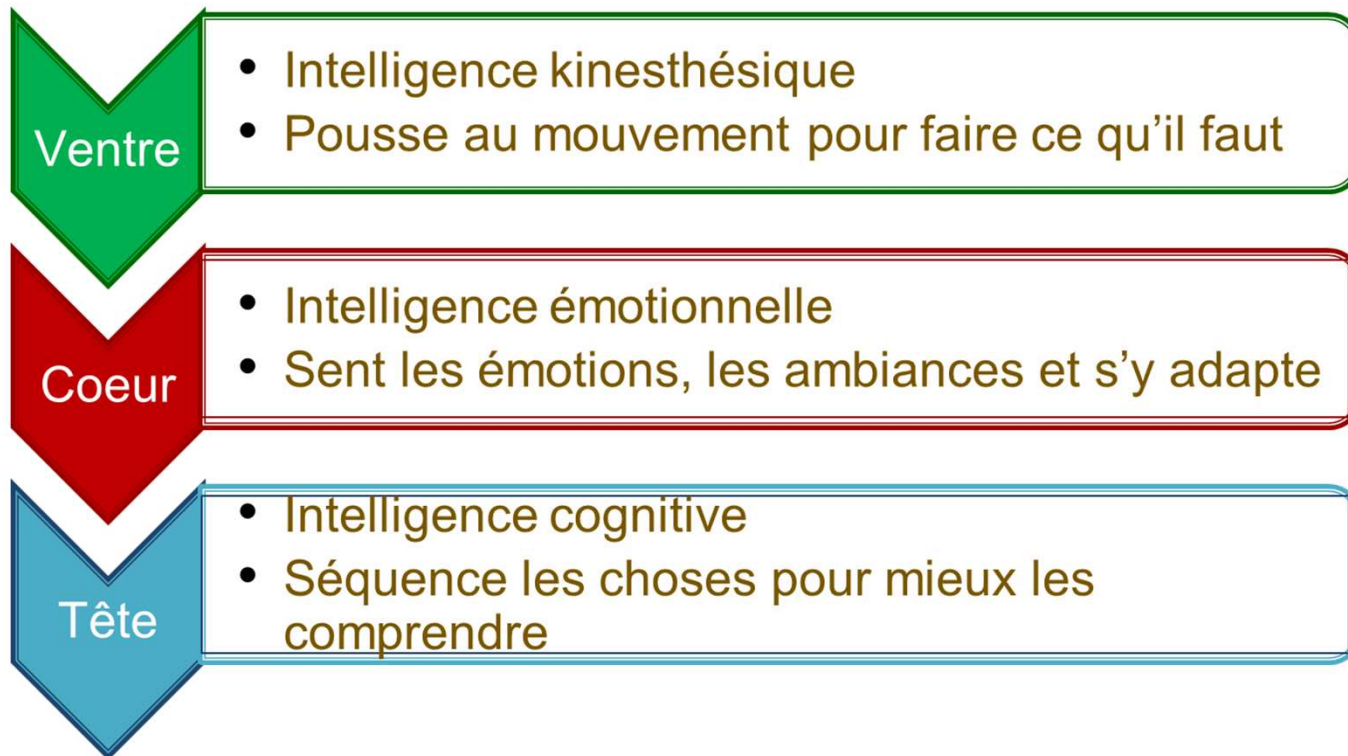 Ventre
• Intelligence kinesthésique
• Pousse au mouvement pour faire ce qu’il faut
Coeur
• Intelligence émotionnelle
• Sent les émotions, les ambiances et s’y adapte
Tête
• Intelligence cognitive
• Séquence les choses pour mieux les
comprendre